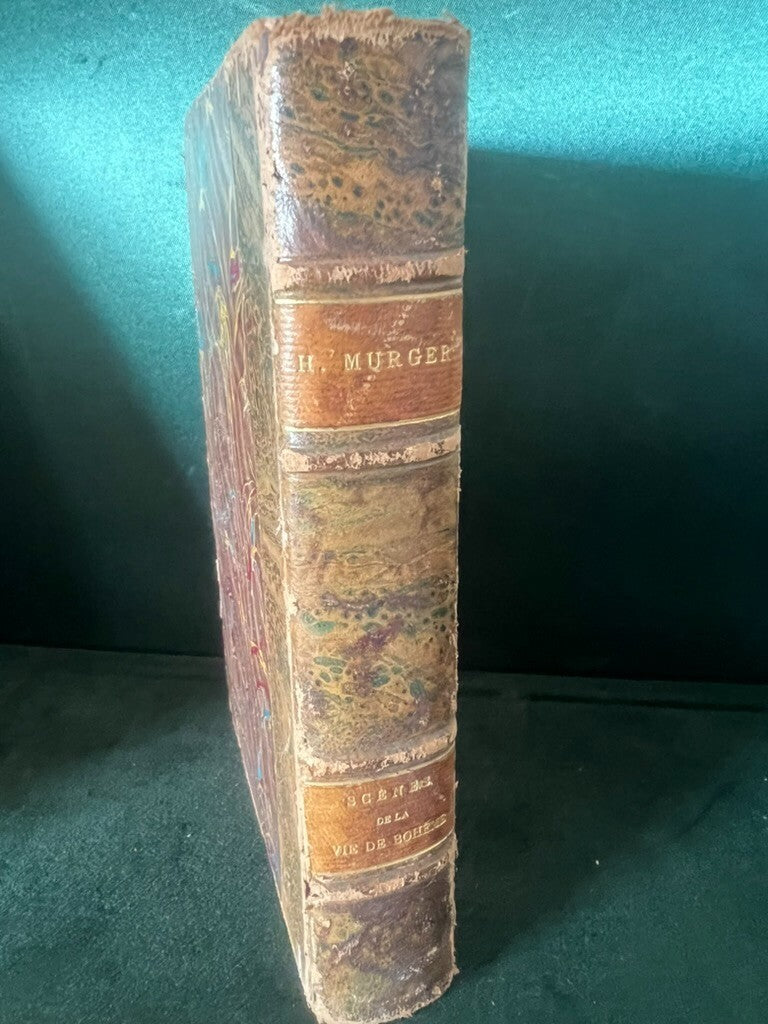 H. MURGER
SCÈNES
DE LA
VIE DE BOHÈME